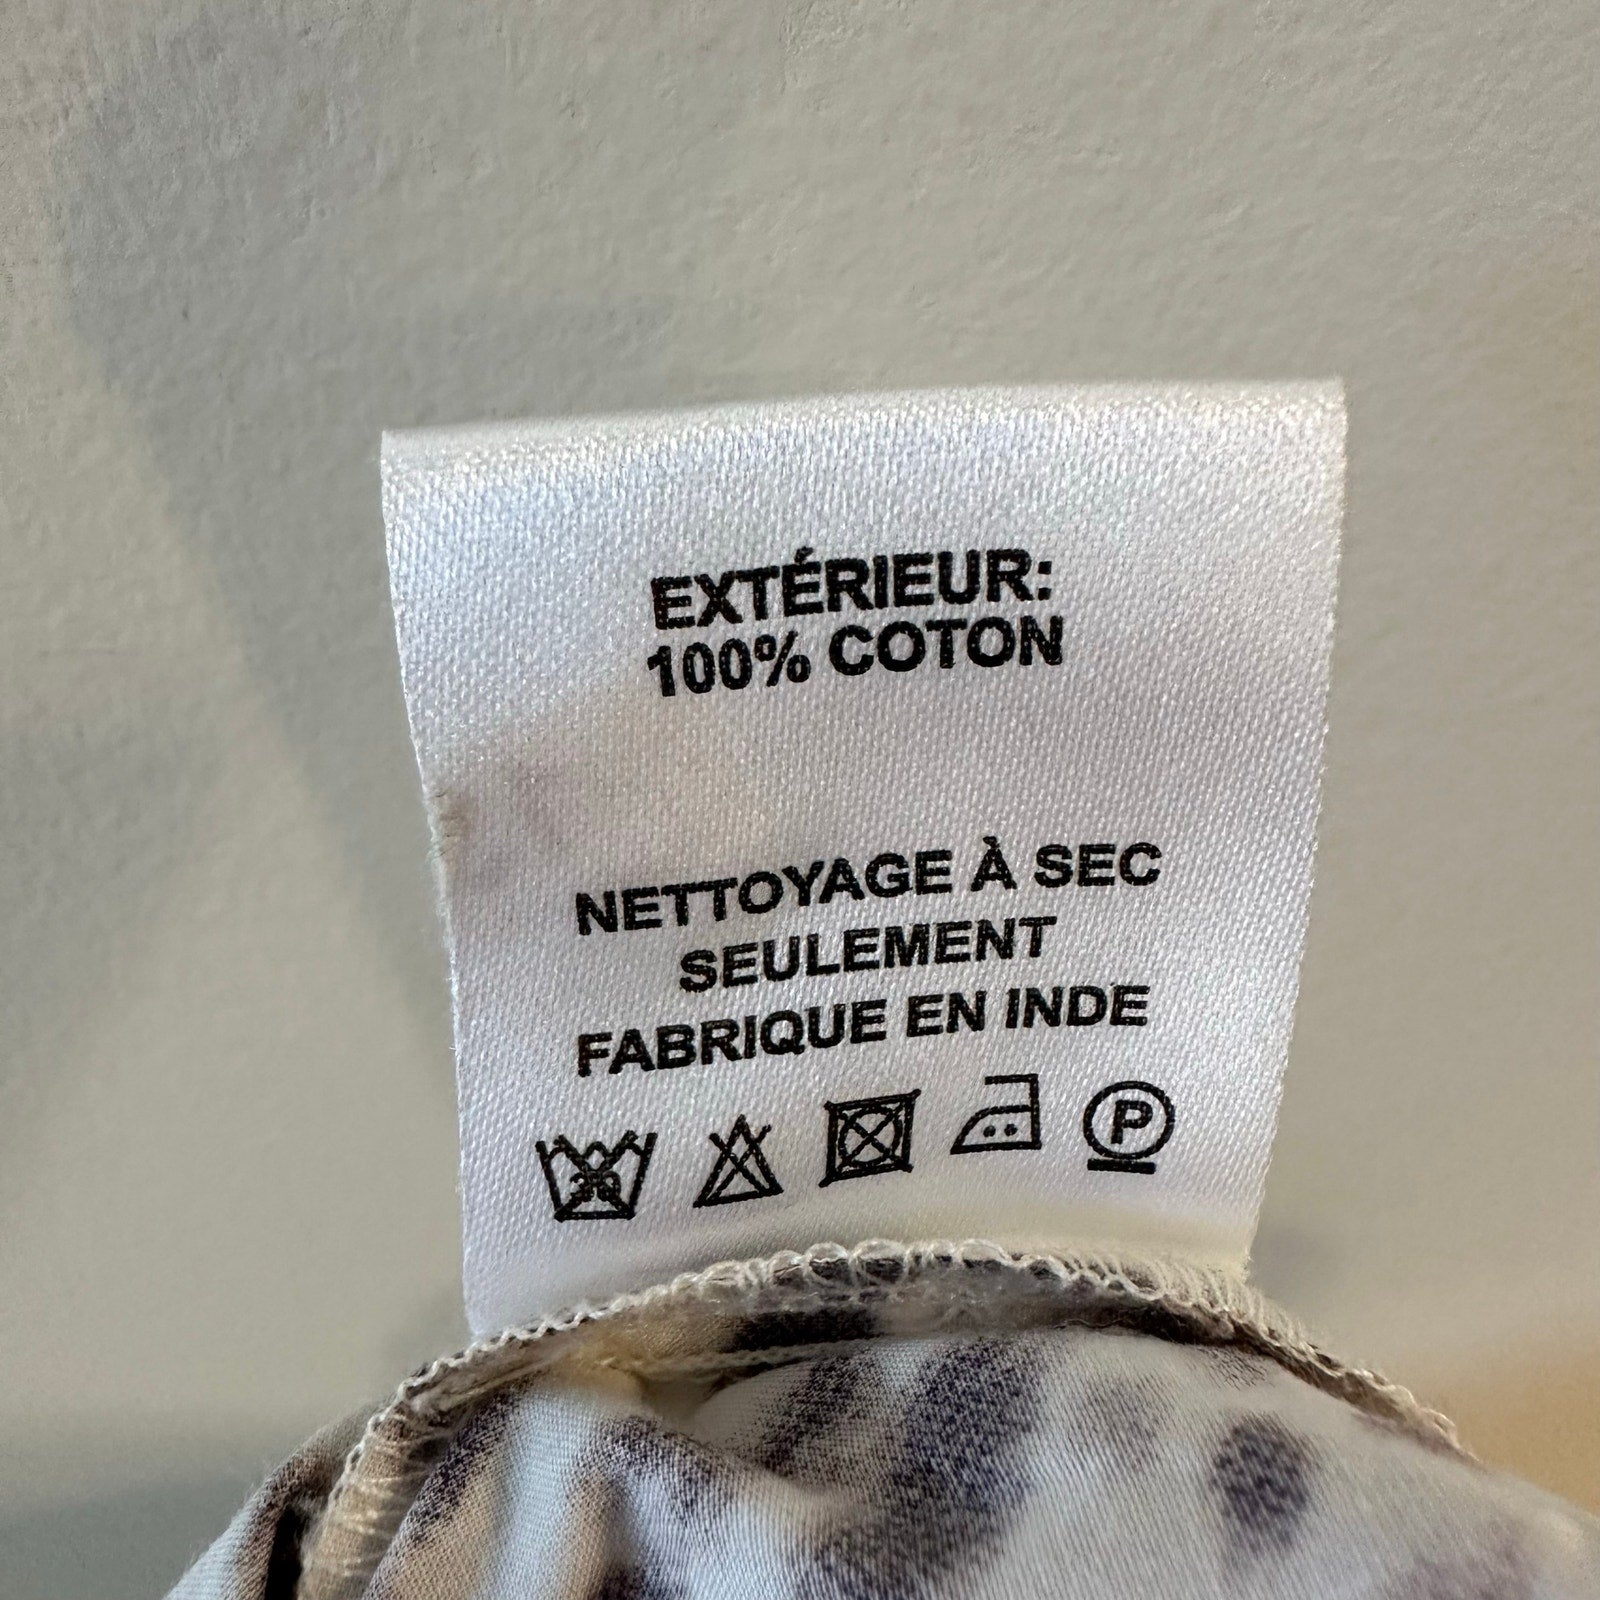 EXTÉRIEUR:
100% COTON
NETTOYAGE À SEC
SEULEMENT
FABRIQUE EN INDE
P